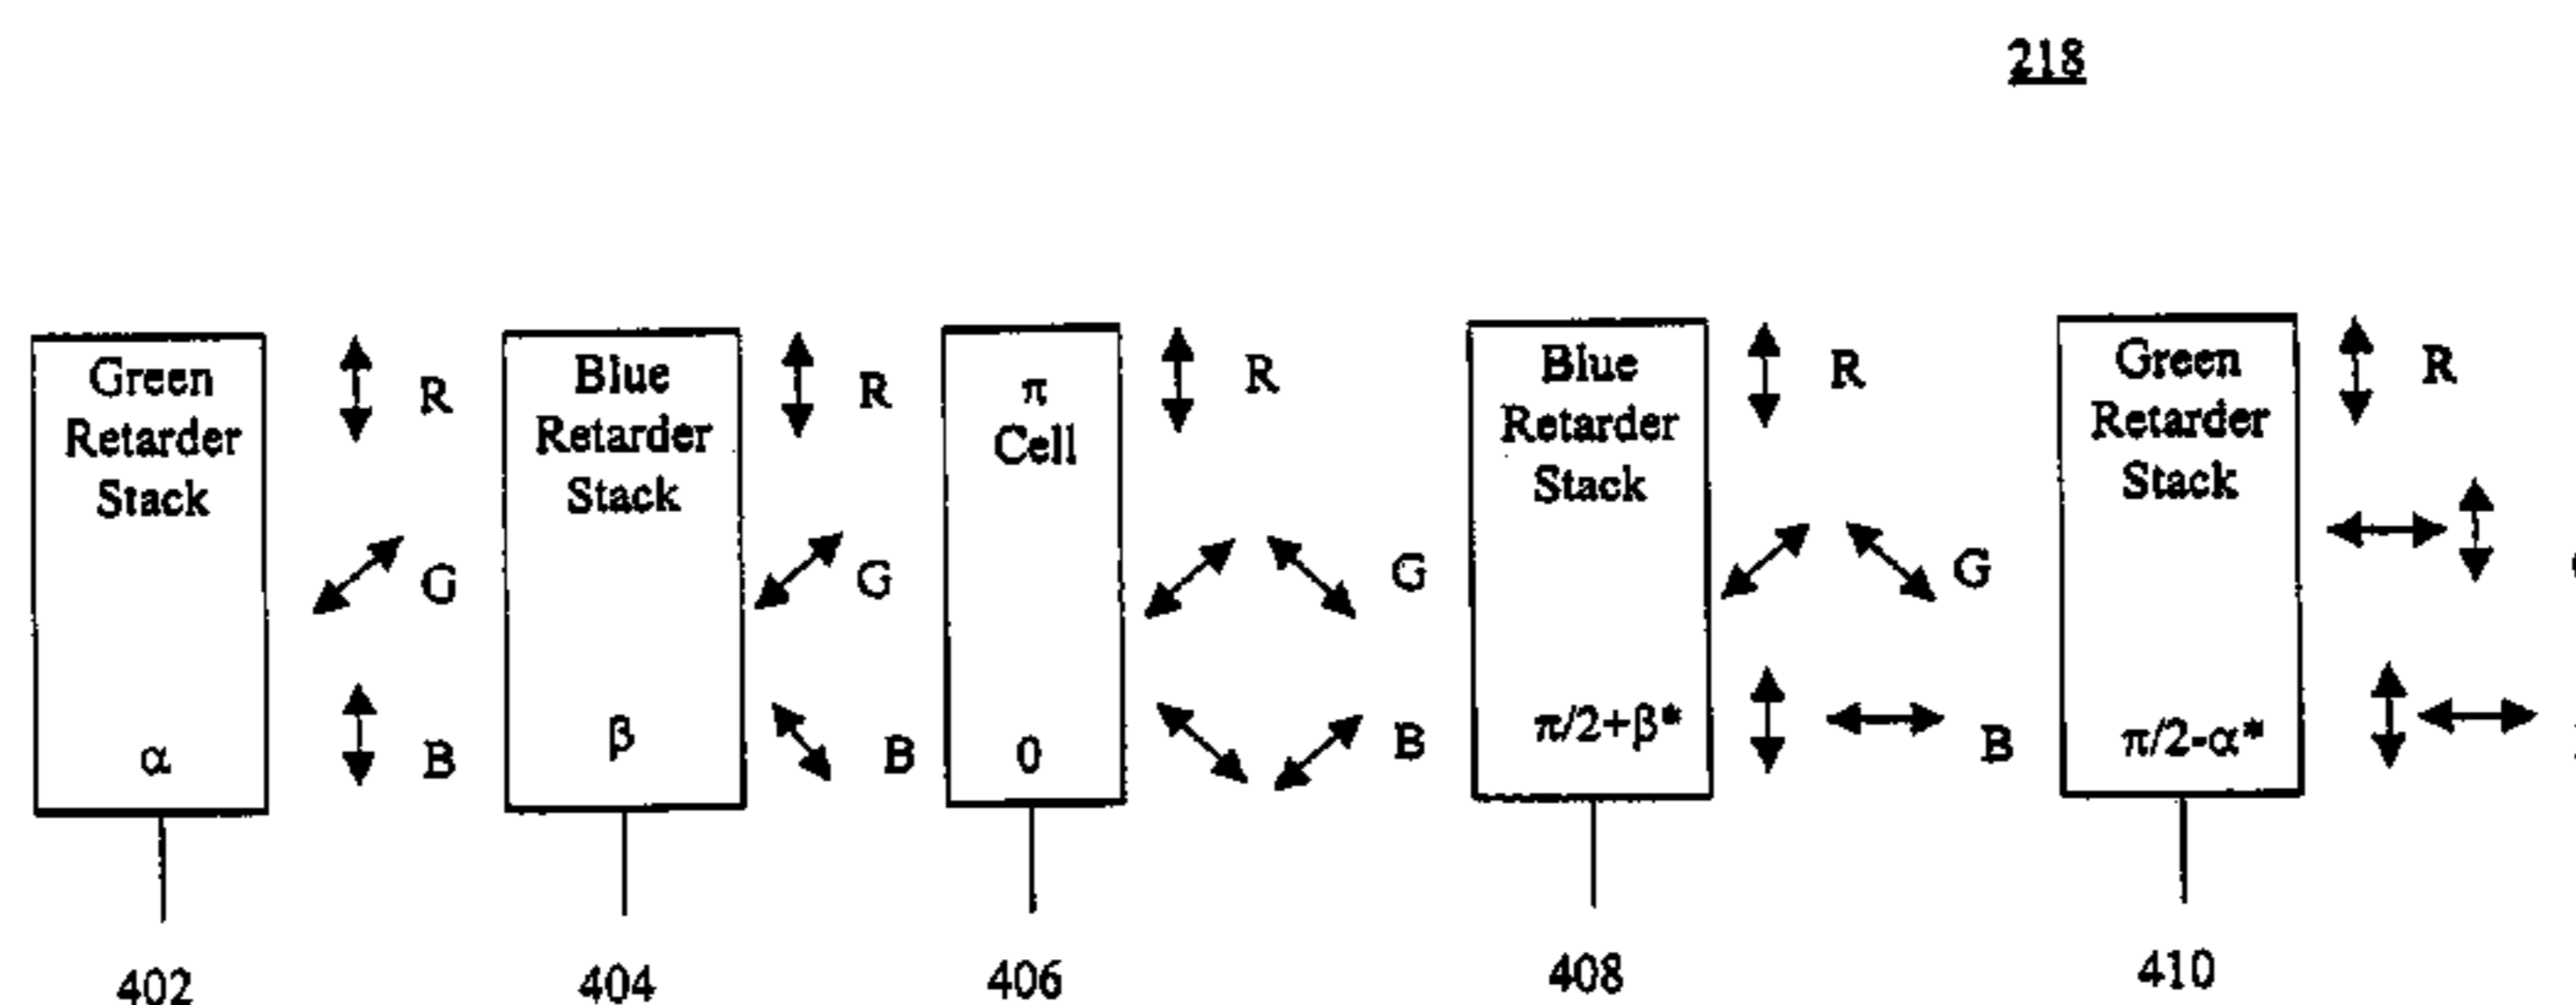 218
Green
Retarder
Stack
α
R
G
B
Blue
Retarder
Stack
β
R
G
B
π
Cell
0
R
G
B
Blue
Retarder
Stack
π/2+β*
R
G
B
Green
Retarder
Stack
π/2-α*
R
402
404
406
408
410